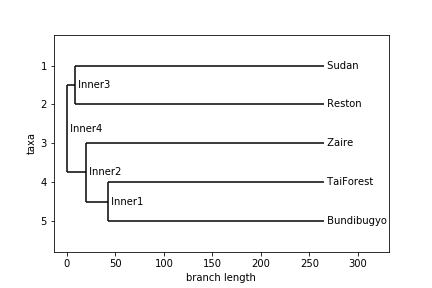 1 Sudan
Inner3
2 Reston
Inner4
3 Zaire
Inner2
4 TaiForest
Inner1
5 Bundibugyo
taxa
0 50 100 150 200 250 300
branch length